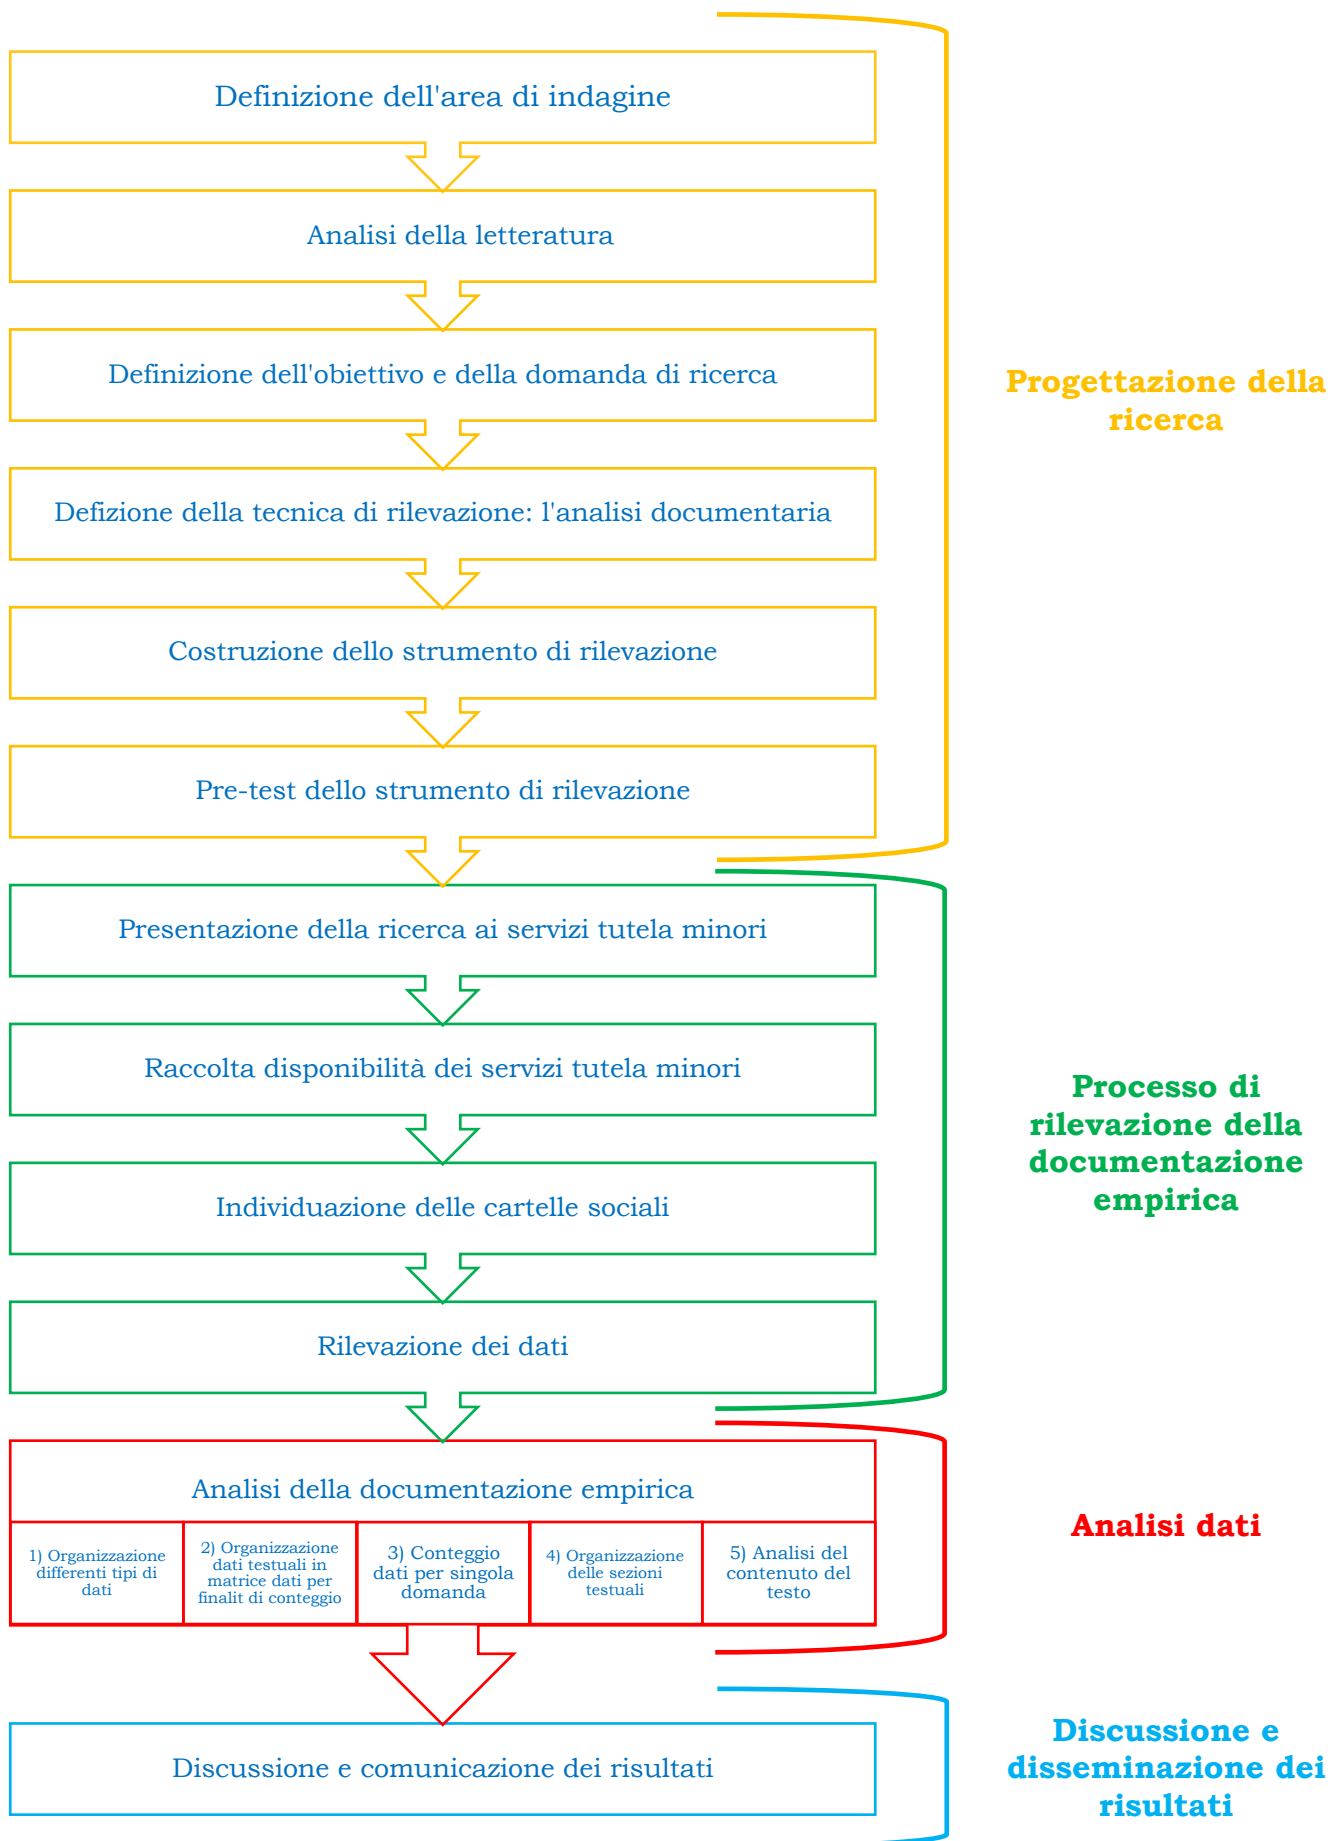 Definizione dell'area di indagine
Analisi della letteratura
Definizione dell'obiettivo e della domanda di ricerca
Defizione della tecnica di rilevazione: l'analisi documentaria
Costruzione dello strumento di rilevazione
Pre-test dello strumento di rilevazione
Progettazione della
ricerca
Presentazione della ricerca ai servizi tutela minori
Raccolta disponibilità dei servizi tutela minori
Individuazione delle cartelle sociali
Rilevazione dei dati
Processo di
rilevazione della
documentazione
empirica
Analisi della documentazione empirica
1) Organizzazione
differenti tipi di
dati
2) Organizzazione
dati testuali in
matrice dati per
finalit di conteggio
3) Conteggio
dati per singola
domanda
4) Organizzazione
delle sezioni
testuali
5) Analisi del
contenuto del
testo
Analisi dati
Discussione e comunicazione dei risultati
Discussione e
disseminazione dei
risultati